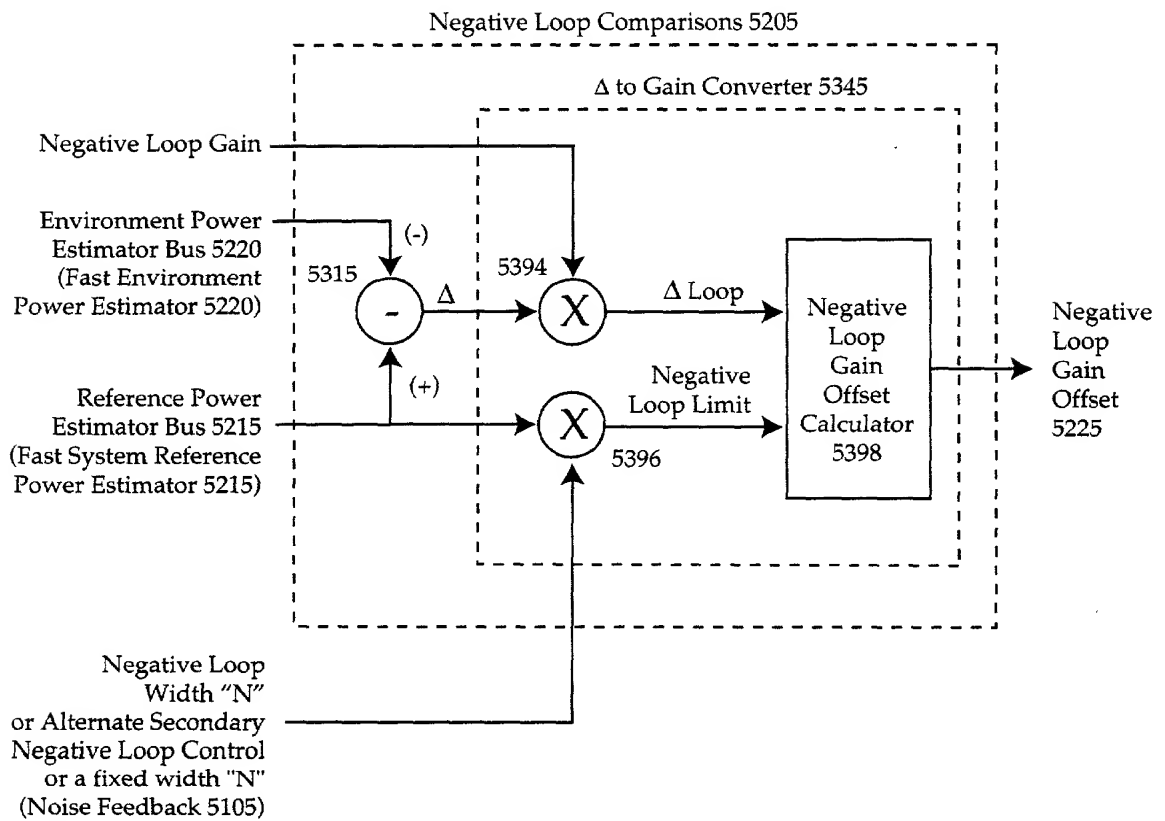 Negative Loop Comparisons 5205
Δ to Gain Converter 5345
Negative Loop Gain
Environment Power
Estimator Bus 5220
(Fast Environment
Power Estimator 5220)
(-)
5315
-
Δ
5394
X
Δ Loop
Negative
Loop
Gain
Offset
Calculator
5398
Negative
Loop
Gain
Offset
5225
Reference Power
Estimator Bus 5215
(Fast System Reference
Power Estimator 5215)
(+)
X
5396
Negative
Loop Limit
Negative Loop
Width "N"
or Alternate Secondary
Negative Loop Control
or a fixed width "N"
(Noise Feedback 5105)